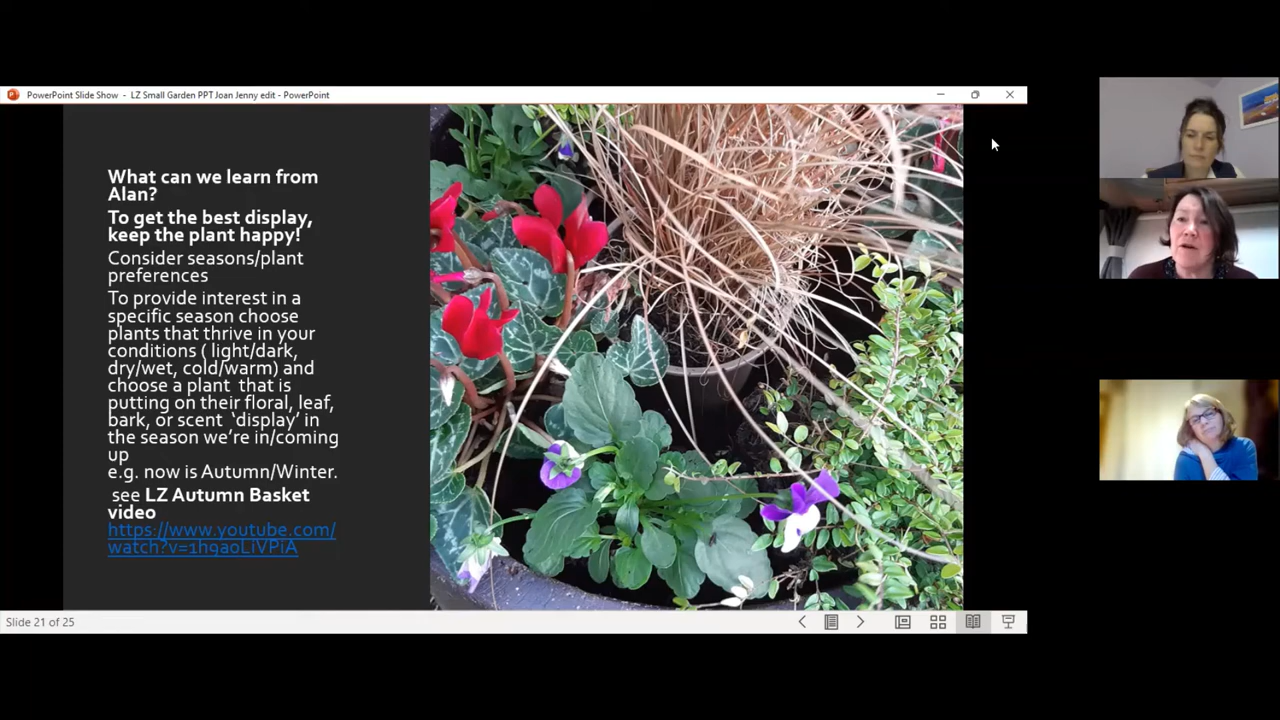 PowerPoint Slide Show - LZ Small Garden PPT Joan Jenny edit - PowerPoint
What can we learn from
Alan?
To get the best display,
keep the plant happy!
Consider seasons/plant
preferences
To provide interest in a
specific season choose
plants that thrive in your
conditions ( light/dark,
dry/wet, cold/warm) and
choose a plant that is
putting on their floral, leaf,
bark, or scent ‘display’ in
the season we’re in/coming
up
e.g. now is Autumn/Winter.
see LZ Autumn Basket
video
https://www.youtube.com/
watch?v=1h9aoLiVPiA
Slide 21 of 25